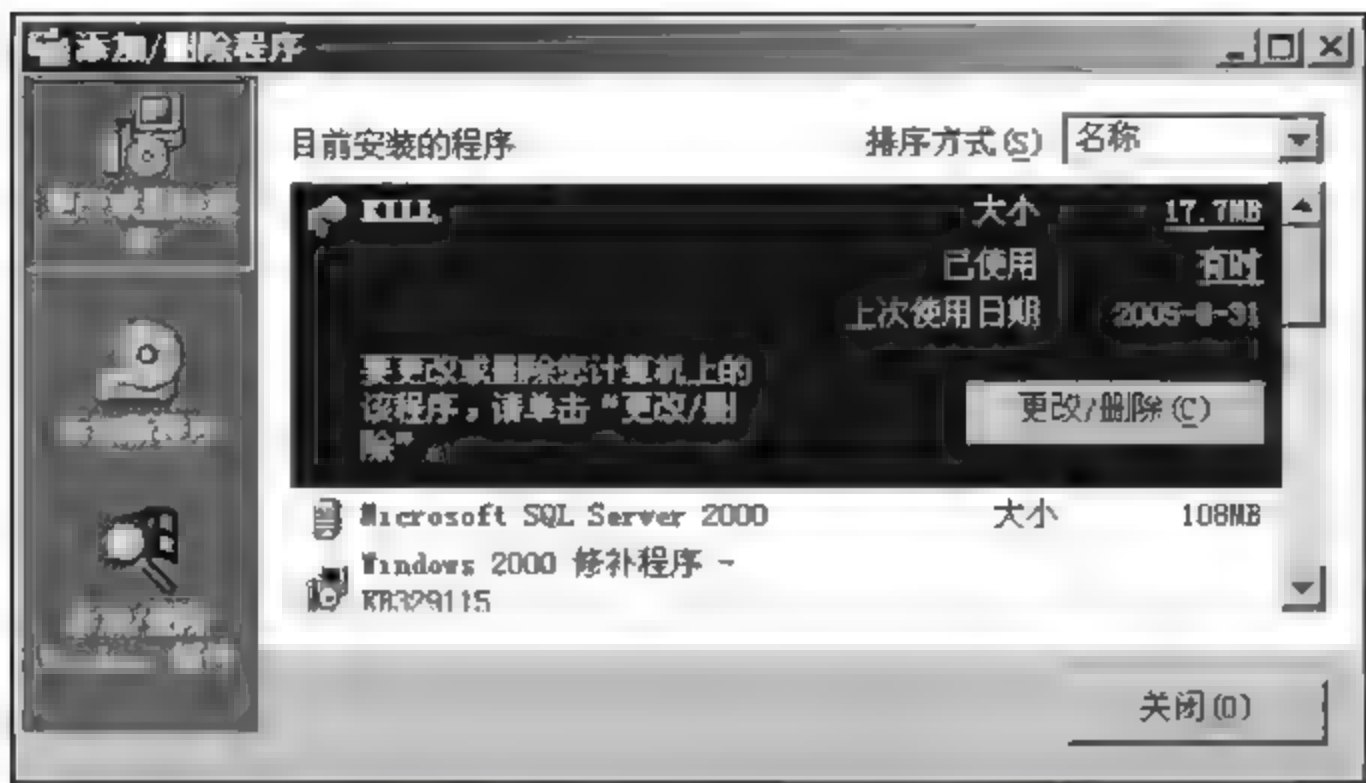 添加/删除程序
目前安装的程序 排序方式(S) 名称
KILL 大小 17.7MB
已使用 有时
上次使用日期
要更改或删除您计算机上的
该程序，请单击“更改/删
除”。
更改/删除(C)
Microsoft SQL Server 2000 大小 108MB
Windows 2000 修补程序 -
KB329115
关闭(O)